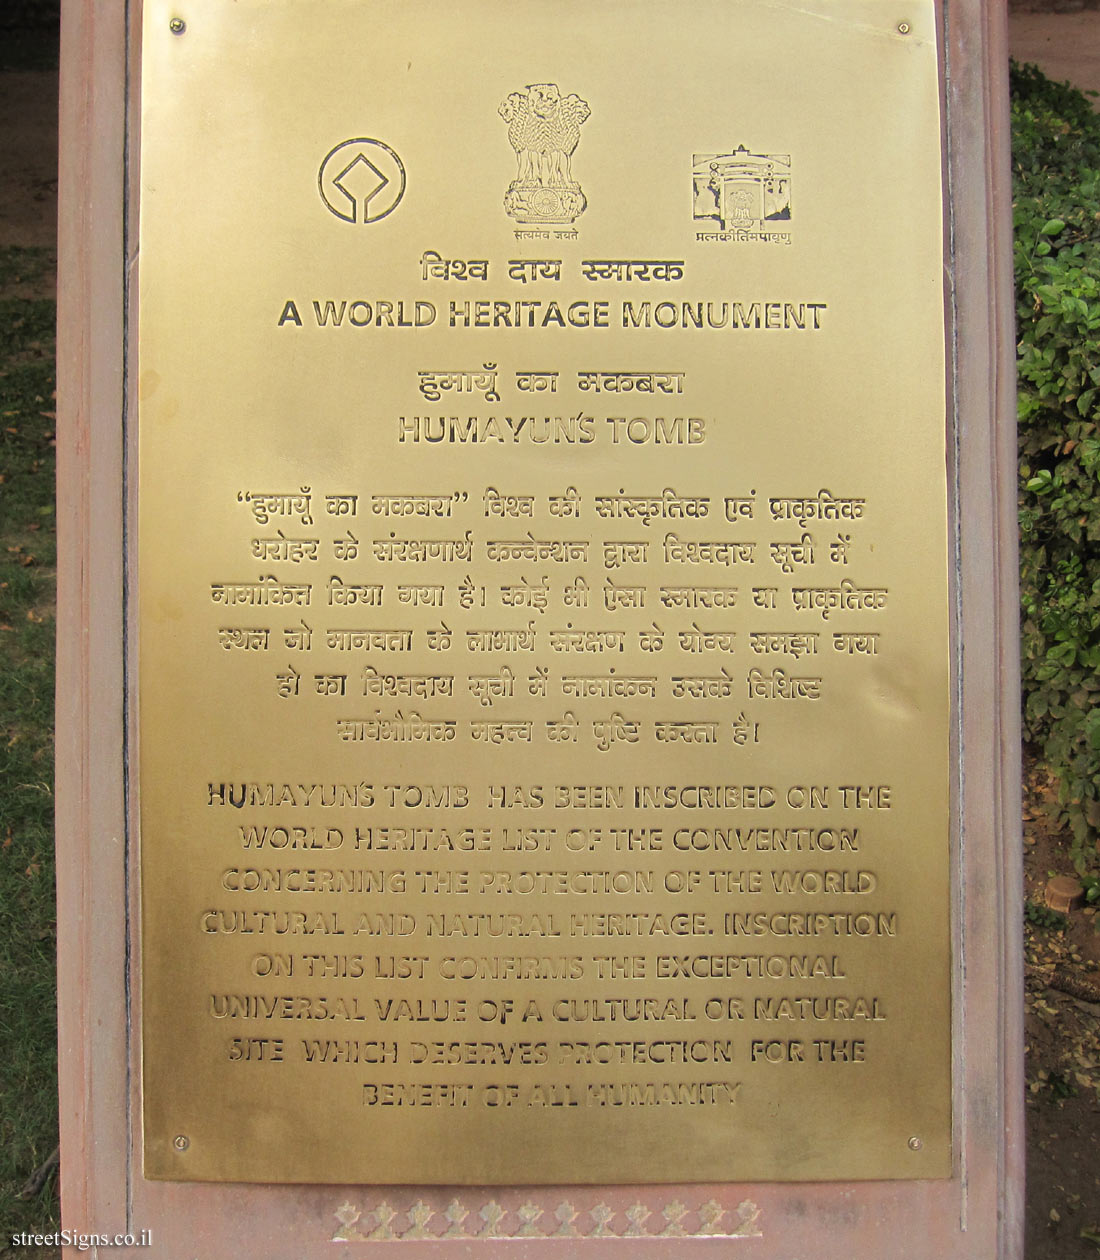 सत्यमेव जयते
प्रत्नकीर्तिमपावृणु
विश्व दाय स्मारक
A WORLD HERITAGE MONUMENT
हुमायूँ का मकबरा
HUMAYUN'S TOMB
“हुमायूँ का मकबरा” विश्व की सांस्कृतिक एवं प्राकृतिक
धरोहर के संरक्षणार्थ कन्वेन्शन द्वारा विश्वदाय सूची में
नामांकित किया गया है। कोई भी ऐसा स्मारक या प्राकृतिक
स्थल जो मानवता के लाभार्थ संरक्षण के योग्य समझा गया
हो का विश्वदाय सूची में नामांकन उसके विशिष्ट
सार्वभौमिक महत्व की पुष्टि करता है।
HUMAYUN'S TOMB HAS BEEN INSCRIBED ON THE
WORLD HERITAGE LIST OF THE CONVENTION
CONCERNING THE PROTECTION OF THE WORLD
CULTURAL AND NATURAL HERITAGE. INSCRIPTION
ON THIS LIST CONFIRMS THE EXCEPTIONAL
UNIVERSAL VALUE OF A CULTURAL OR NATURAL
SITE WHICH DESERVES PROTECTION FOR THE
BENEFIT OF ALL HUMANITY
streetSigns.co.il